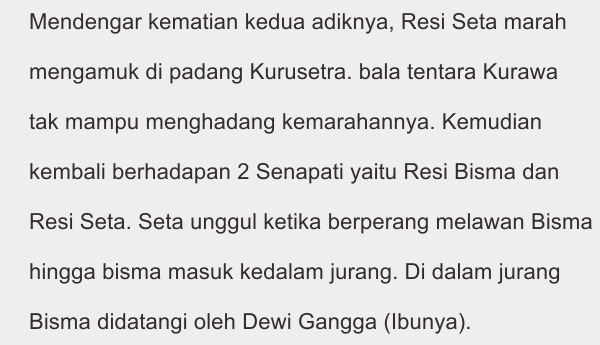 Mendengar kematian kedua adiknya, Resi Seta marah
mengamuk di padang Kurusetra. bala tentara Kurawa
tak mampu menghadang kemarahannya. Kemudian
kembali berhadapan 2 Senapati yaitu Resi Bisma dan
Resi Seta. Seta unggul ketika berperang melawan Bisma
hingga bisma masuk kedalam jurang. Di dalam jurang
Bisma didatangi oleh Dewi Gangga (Ibunya).